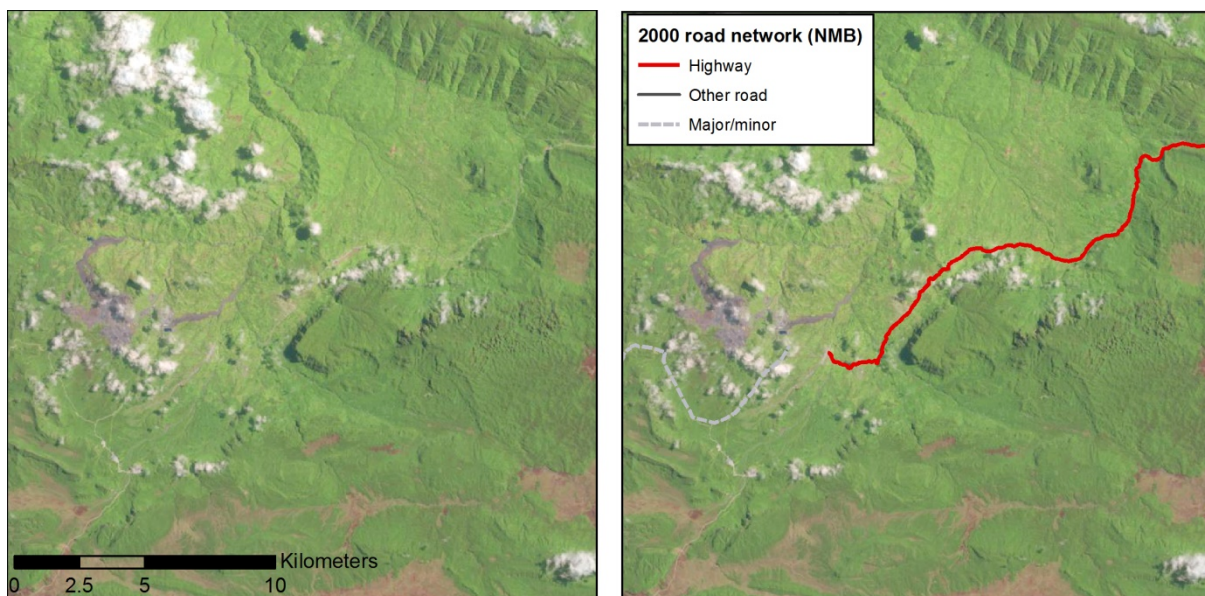 2000 road network (NMB)
Highway
Other road
Major/minor
Kilometers
0 2.5 5 10